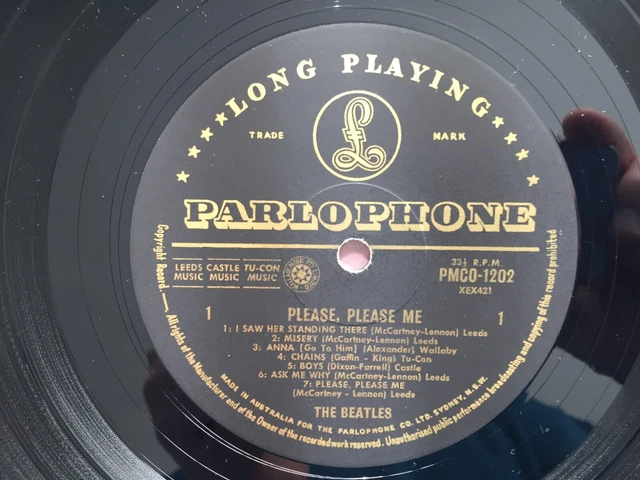 LONG PLAYING
TRADE MARK
£
PARLOPHONE
33⅓ R.P.M.
LEEDS MUSIC CASTLE MUSIC TU-CON MUSIC
PMCO-1202
XEX421
1 PLEASE, PLEASE ME 1
1: I SAW HER STANDING THERE (McCartney-Lennon) Leeds
2: MISERY (McCartney-Lennon) Leeds
3: ANNA [Go To Him] (Alexander) Wallaby
4: CHAINS (Goffin - King) Tu-Con
5: BOYS (Dixon-Farrell) Castle
6: ASK ME WHY (McCartney-Lennon) Leeds
7: PLEASE, PLEASE ME
(McCartney - Lennon) Leeds
THE BEATLES
MADE IN AUSTRALIA FOR THE PARLOPHONE CO. LTD. SYDNEY, N.S.W.
Copyright Record. — All rights of the Manufacturer and of the Owner of the recorded work reserved. Unauthorised public performance broadcasting and copying of this record prohibited